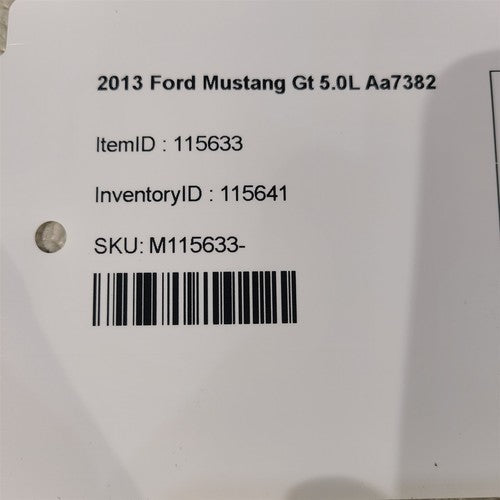 2013 Ford Mustang Gt 5.0L Aa7382
ItemID : 115633
InventoryID : 115641
SKU: M115633-